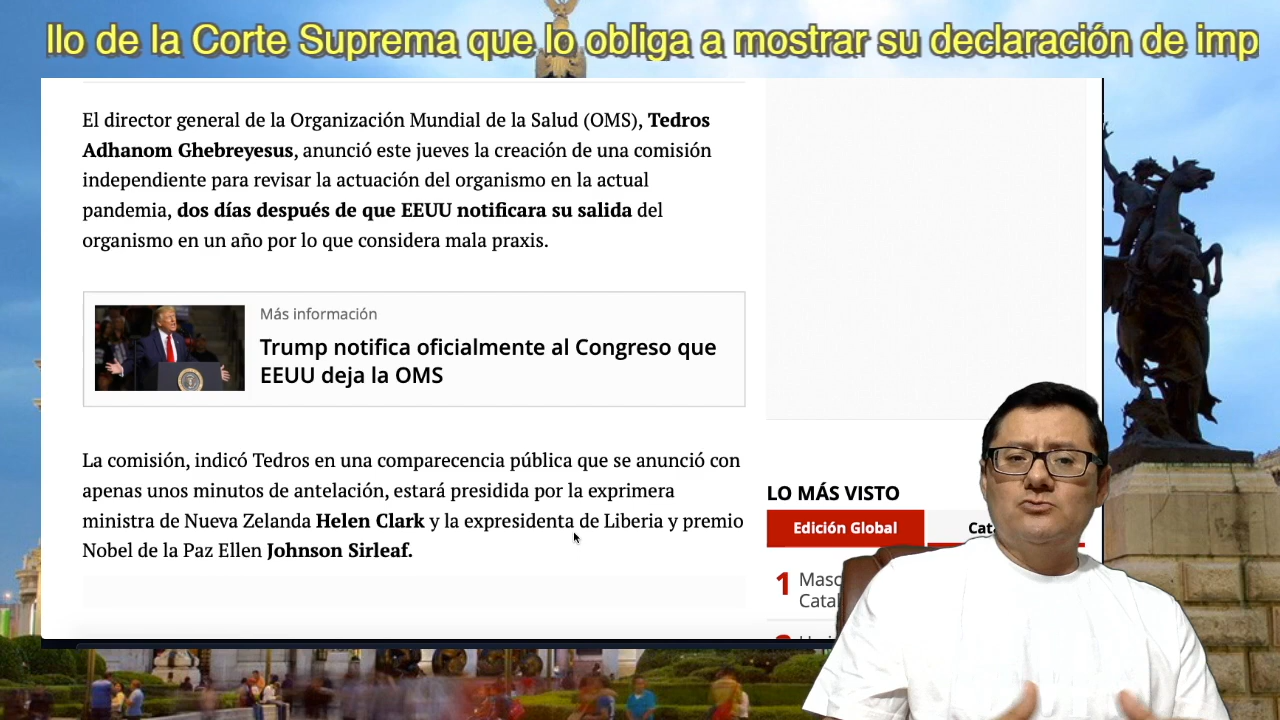 llo de la Corte Suprema que lo obliga a mostrar su declaración de imp
El director general de la Organización Mundial de la Salud (OMS), Tedros
Adhanom Ghebreyesus, anunció este jueves la creación de una comisión
independiente para revisar la actuación del organismo en la actual
pandemia, dos días después de que EEUU notificara su salida del
organismo en un año por lo que considera mala praxis.
Más información
Trump notifica oficialmente al Congreso que
EEUU deja la OMS
La comisión, indicó Tedros en una comparecencia pública que se anunció con
apenas unos minutos de antelación, estará presidida por la exprimera
ministra de Nueva Zelanda Helen Clark y la expresidenta de Liberia y premio
Nobel de la Paz Ellen Johnson Sirleaf.
LO MÁS VISTO
Edición Global
Cat
1 Masc
Catal